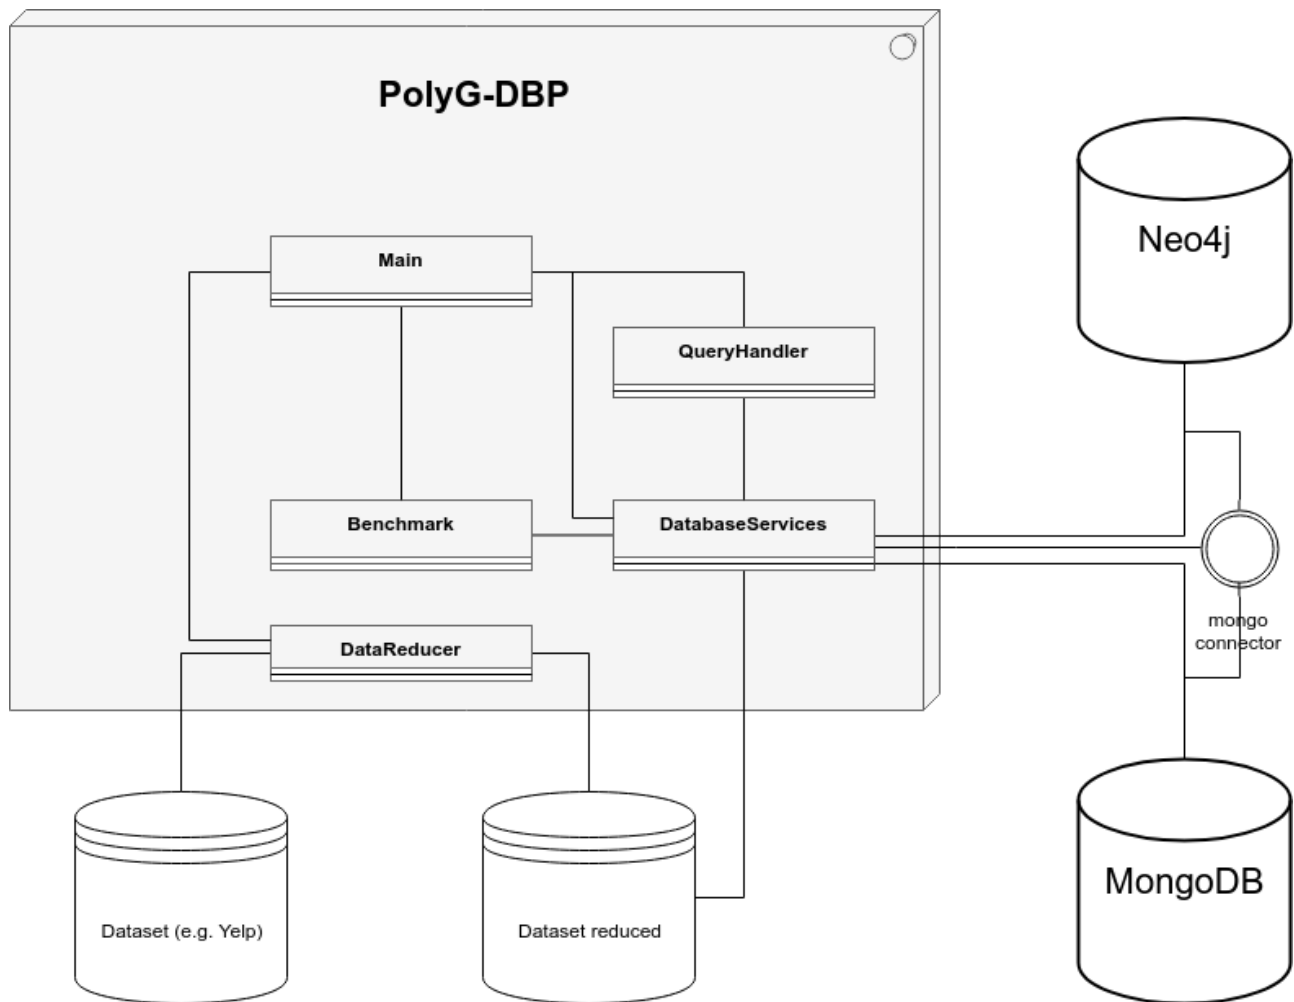 PolyG-DBP
Neo4j
Main
QueryHandler
Benchmark
DatabaseServices
mongo
connector
DataReducer
MongoDB
Dataset (e.g. Yelp)
Dataset reduced